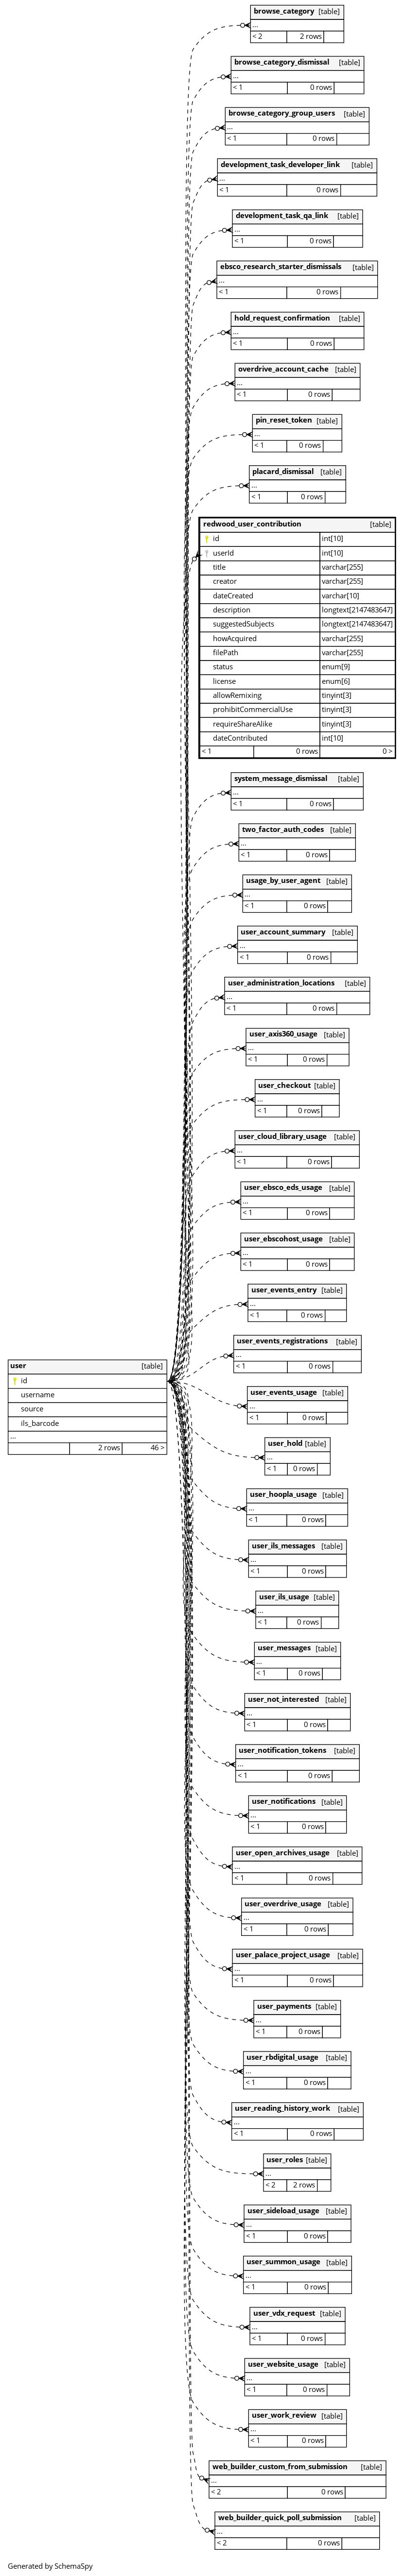 browse_category [table]
...
< 2 2 rows
browse_category_dismissal [table]
...
< 1 0 rows
browse_category_group_users [table]
...
< 1 0 rows
development_task_developer_link [table]
...
< 1 0 rows
development_task_qa_link [table]
...
< 1 0 rows
ebsco_research_starter_dismissals [table]
...
< 1 0 rows
hold_request_confirmation [table]
...
< 1 0 rows
overdrive_account_cache [table]
...
< 1 0 rows
pin_reset_token [table]
...
< 1 0 rows
placard_dismissal [table]
...
< 1 0 rows
redwood_user_contribution [table]
id int[10]
userId int[10]
title varchar[255]
creator varchar[255]
dateCreated varchar[10]
description longtext[2147483647]
suggestedSubjects longtext[2147483647]
howAcquired varchar[255]
filePath varchar[255]
status enum[9]
license enum[6]
allowRemixing tinyint[3]
prohibitCommercialUse tinyint[3]
requireShareAlike tinyint[3]
dateContributed int[10]
< 1 0 rows 0 >
system_message_dismissal [table]
...
< 1 0 rows
two_factor_auth_codes [table]
...
< 1 0 rows
usage_by_user_agent [table]
...
< 1 0 rows
user_account_summary [table]
...
< 1 0 rows
user_administration_locations [table]
...
< 1 0 rows
user_axis360_usage [table]
...
< 1 0 rows
user_checkout [table]
...
< 1 0 rows
user_cloud_library_usage [table]
...
< 1 0 rows
user_ebsco_eds_usage [table]
...
< 1 0 rows
user_ebscohost_usage [table]
...
< 1 0 rows
user_events_entry [table]
...
< 1 0 rows
user_events_registrations [table]
...
< 1 0 rows
user [table]
id
username
source
ils_barcode
...
2 rows 46 >
user_events_usage [table]
...
< 1 0 rows
user_hold [table]
...
< 1 0 rows
user_hoopla_usage [table]
...
< 1 0 rows
user_ils_messages [table]
...
< 1 0 rows
user_ils_usage [table]
...
< 1 0 rows
user_messages [table]
...
< 1 0 rows
user_not_interested [table]
...
< 1 0 rows
user_notification_tokens [table]
...
< 1 0 rows
user_notifications [table]
...
< 1 0 rows
user_open_archives_usage [table]
...
< 1 0 rows
user_overdrive_usage [table]
...
< 1 0 rows
user_palace_project_usage [table]
...
< 1 0 rows
user_payments [table]
...
< 1 0 rows
user_rbdigital_usage [table]
...
< 1 0 rows
user_reading_history_work [table]
...
< 1 0 rows
user_roles [table]
...
< 2 2 rows
user_sideload_usage [table]
...
< 1 0 rows
user_summon_usage [table]
...
< 1 0 rows
user_vdx_request [table]
...
< 1 0 rows
user_website_usage [table]
...
< 1 0 rows
user_work_review [table]
...
< 1 0 rows
web_builder_custom_from_submission [table]
...
< 2 0 rows
web_builder_quick_poll_submission [table]
...
< 2 0 rows
Generated by SchemaSpy